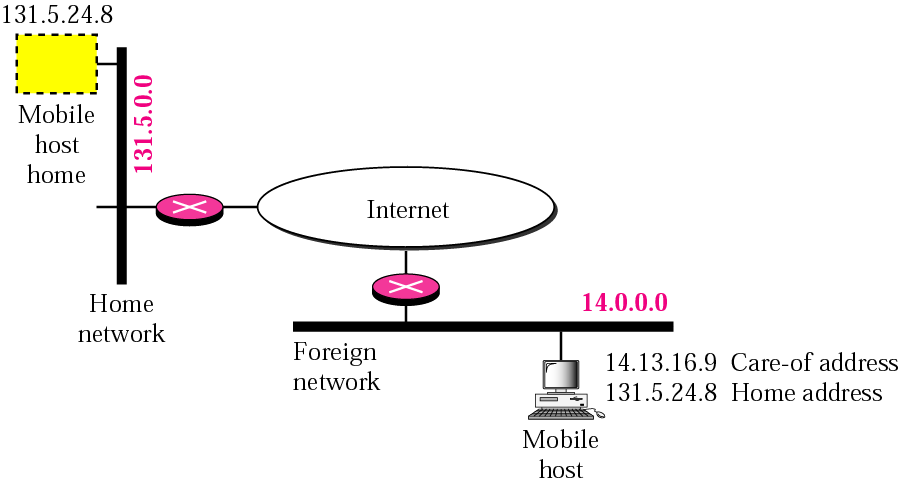 131.5.24.8
Mobile
host
home
131.5.0.0
Internet
Home
network
14.0.0.0
Foreign
network
14.13.16.9 Care-of address
131.5.24.8 Home address
Mobile
host